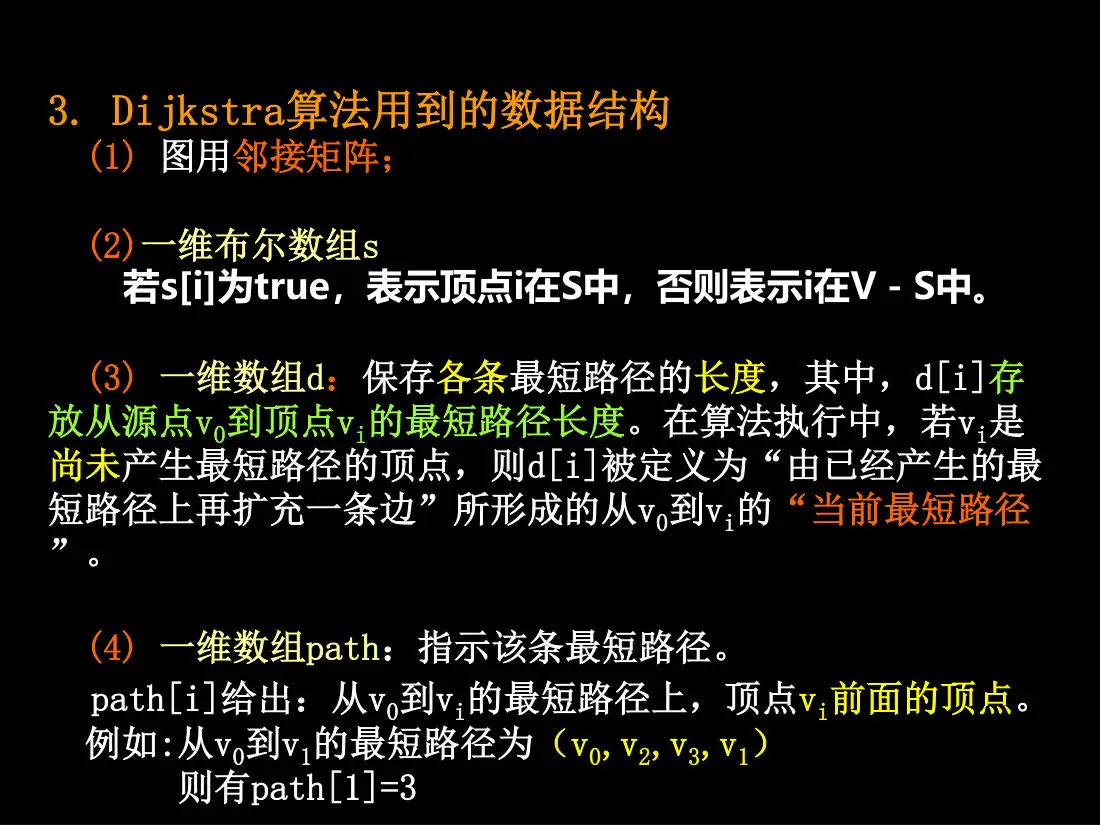 3. Dijkstra算法用到的数据结构
(1) 图用邻接矩阵;
(2)一维布尔数组s
若s[i]为true，表示顶点i在S中，否则表示i在V - S中。
(3) 一维数组d：保存各条最短路径的长度，其中，d[i]存
放从源点v0到顶点vi的最短路径长度。在算法执行中，若vi是
尚未产生最短路径的顶点，则d[i]被定义为“由已经产生的最
短路径上再扩充一条边”所形成的从v0到vi的“当前最短路径
”。
(4) 一维数组path：指示该条最短路径。
path[i]给出：从v0到vi的最短路径上，顶点vi前面的顶点。
例如:从v0到v1的最短路径为（v0,v2,v3,v1）
则有path[1]=3